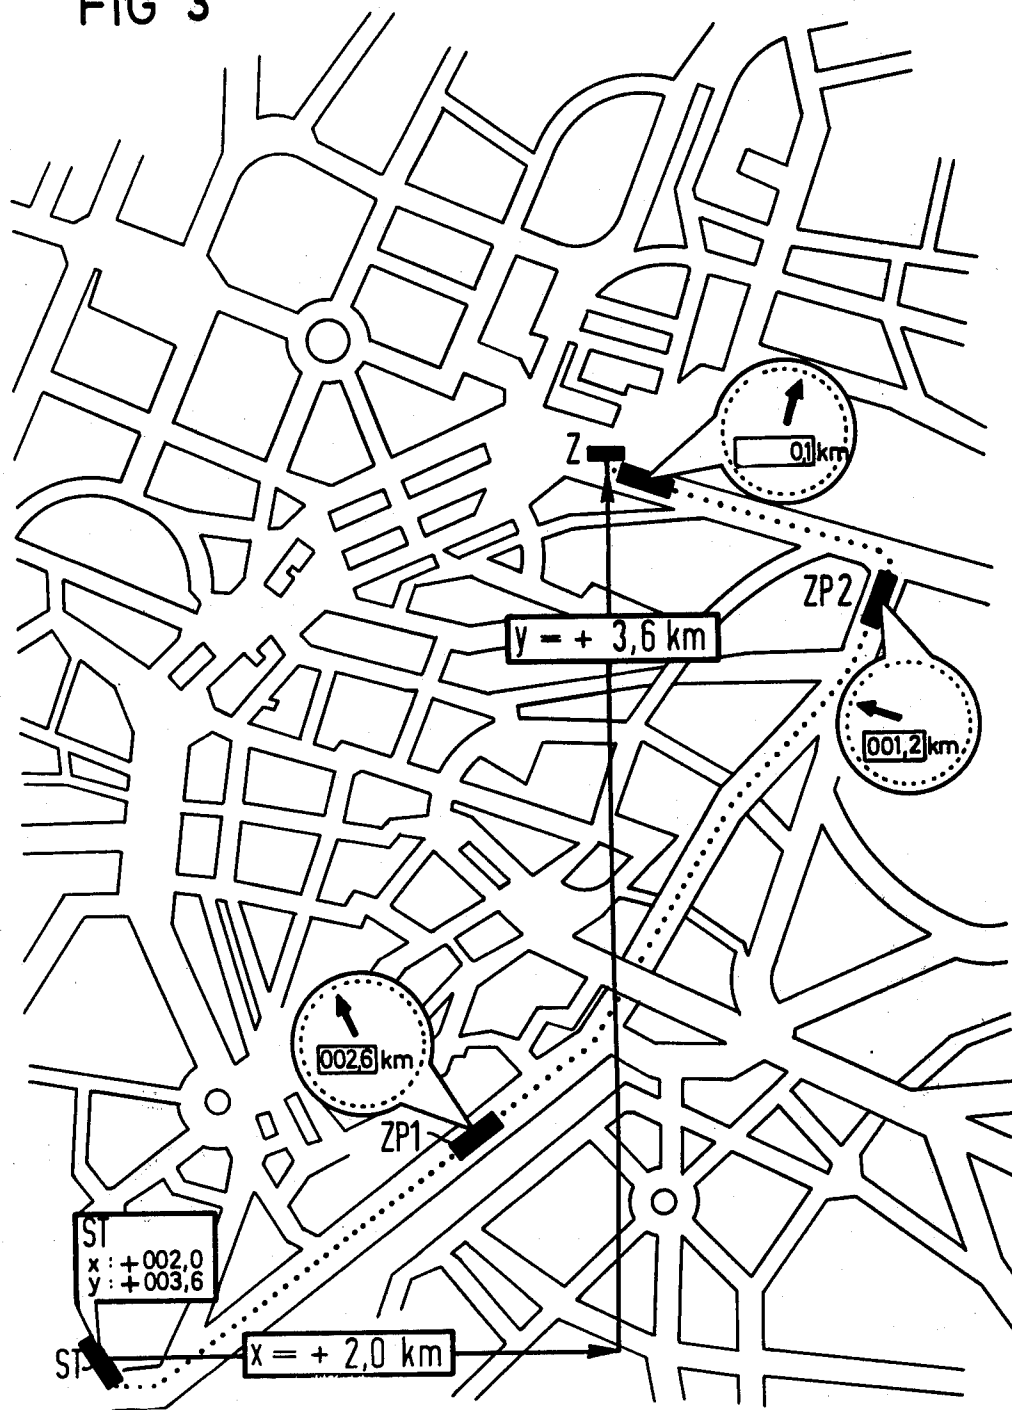 FIG 3
Z
0,1 km
ZP2
y = + 3,6 km
001,2 km
002,6 km
ZP1
ST
x : +002,0
y : +003,6
ST
x = + 2,0 km